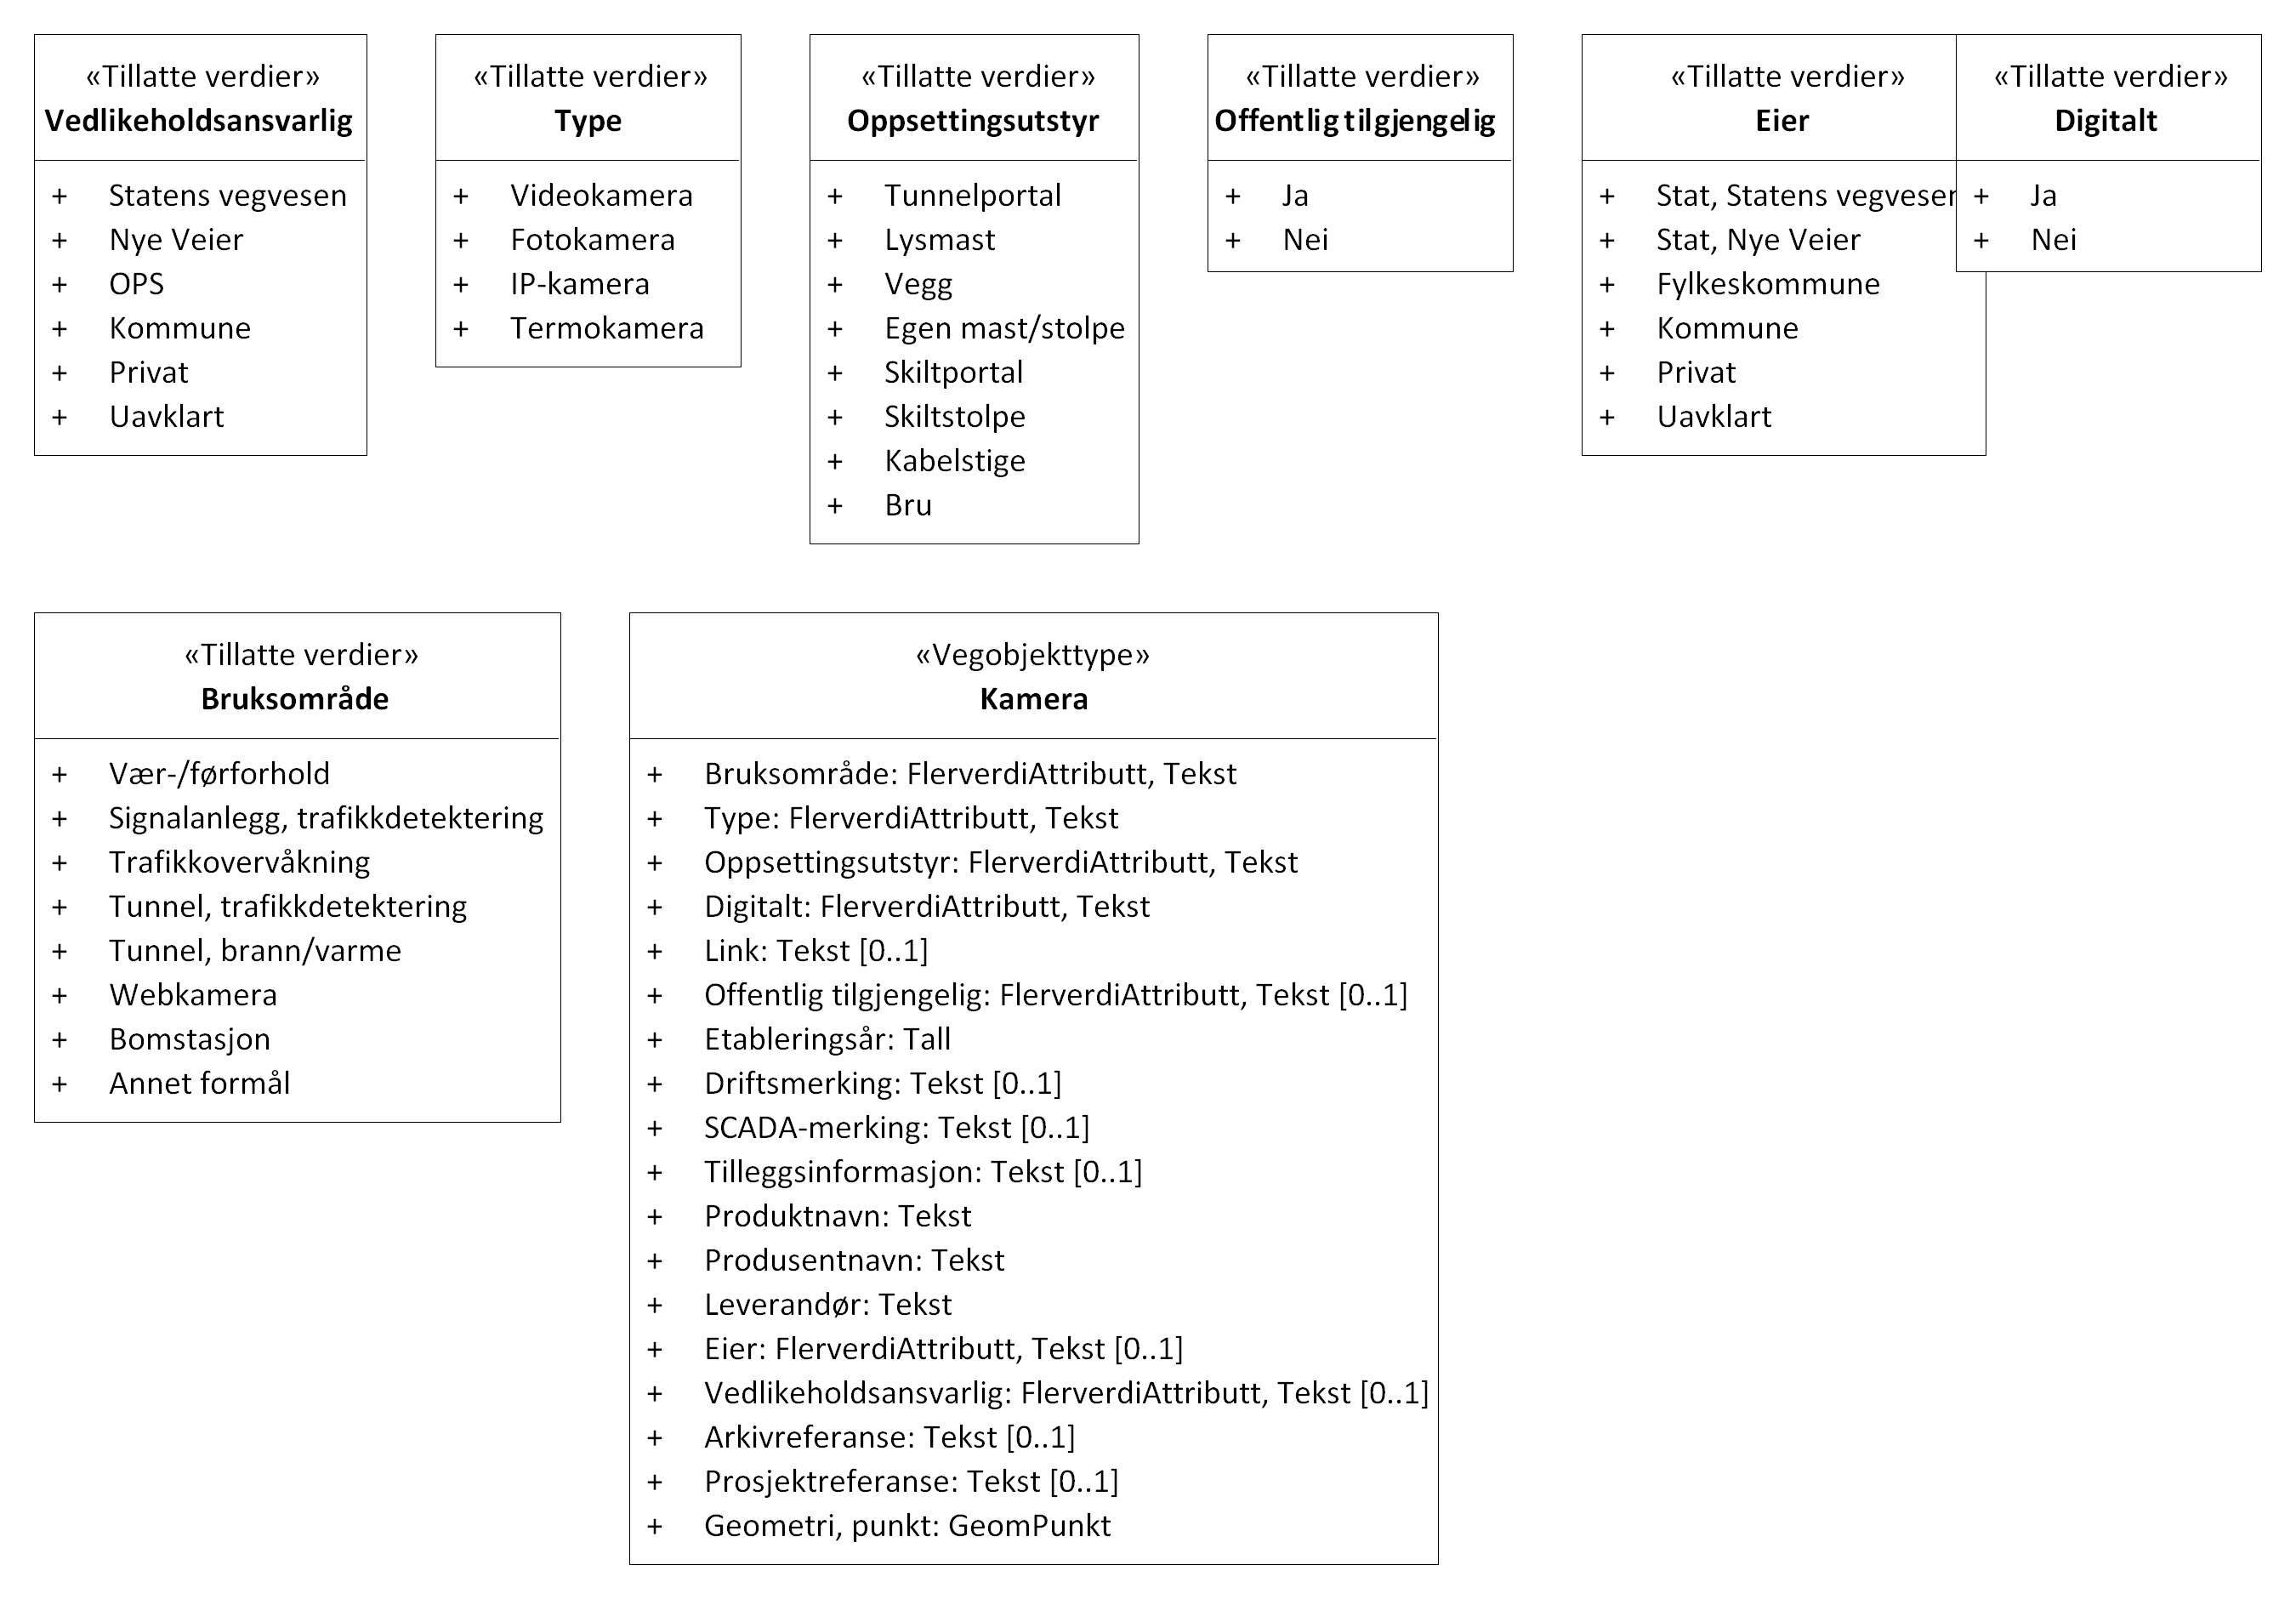 «Tillatte verdier»
Vedlikeholdsansvarlig
+ Statens vegvesen
+ Nye Veier
+ OPS
+ Kommune
+ Privat
+ Uavklart
«Tillatte verdier»
Type
+ Videokamera
+ Fotokamera
+ IP-kamera
+ Termokamera
«Tillatte verdier»
Oppsettingsutstyr
+ Tunnelportal
+ Lysmast
+ Vegg
+ Egen mast/stolpe
+ Skiltportal
+ Skiltstolpe
+ Kabelstige
+ Bru
«Tillatte verdier»
Offentlig tilgjengelig
+ Ja
+ Nei
«Tillatte verdier»
Eier
+ Stat, Statens vegvesen
+ Stat, Nye Veier
+ Fylkeskommune
+ Kommune
+ Privat
+ Uavklart
«Tillatte verdier»
Digitalt
+ Ja
+ Nei
«Tillatte verdier»
Bruksområde
+ Vær-/førforhold
+ Signalanlegg, trafikkdetektering
+ Trafikkovervåkning
+ Tunnel, trafikkdetektering
+ Tunnel, brann/varme
+ Webkamera
+ Bomstasjon
+ Annet formål
«Vegobjekttype»
Kamera
+ Bruksområde: FlerverdiAttributt, Tekst
+ Type: FlerverdiAttributt, Tekst
+ Oppsettingsutstyr: FlerverdiAttributt, Tekst
+ Digitalt: FlerverdiAttributt, Tekst
+ Link: Tekst [0..1]
+ Offentlig tilgjengelig: FlerverdiAttributt, Tekst [0..1]
+ Etableringsår: Tall
+ Driftsmerking: Tekst [0..1]
+ SCADA-merking: Tekst [0..1]
+ Tilleggsinformasjon: Tekst [0..1]
+ Produktnavn: Tekst
+ Produsentnavn: Tekst
+ Leverandør: Tekst
+ Eier: FlerverdiAttributt, Tekst [0..1]
+ Vedlikeholdsansvarlig: FlerverdiAttributt, Tekst [0..1]
+ Arkivreferanse: Tekst [0..1]
+ Prosjektreferanse: Tekst [0..1]
+ Geometri, punkt: GeomPunkt